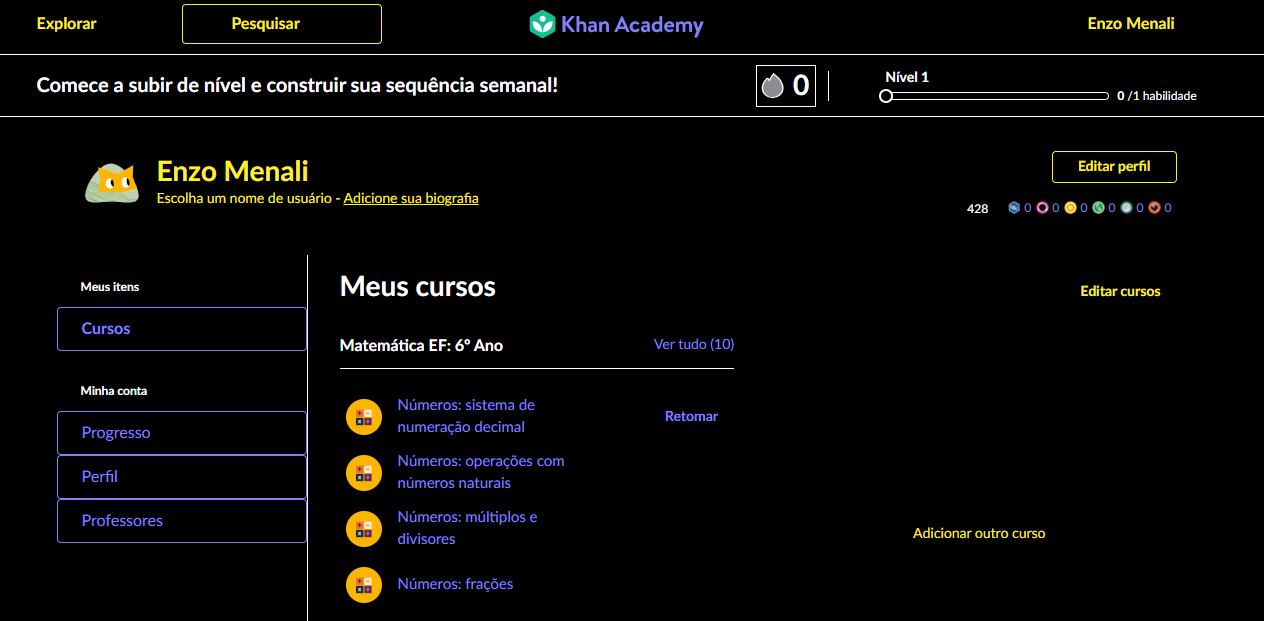 Explorar
Pesquisar
Khan Academy
Enzo Menali
Comece a subir de nível e construir sua sequência semanal!
0
Nível 1
0 /1 habilidade
Enzo Menali
Escolha um nome de usuário - Adicione sua biografia
Editar perfil
428 0 0 0 0 0 0
Meus itens
Cursos
Minha conta
Progresso
Perfil
Professores
Meus cursos
Editar cursos
Matemática EF: 6º Ano
Ver tudo (10)
Números: sistema de
numeração decimal
Retomar
Números: operações com
números naturais
Números: múltiplos e
divisores
Números: frações
Adicionar outro curso